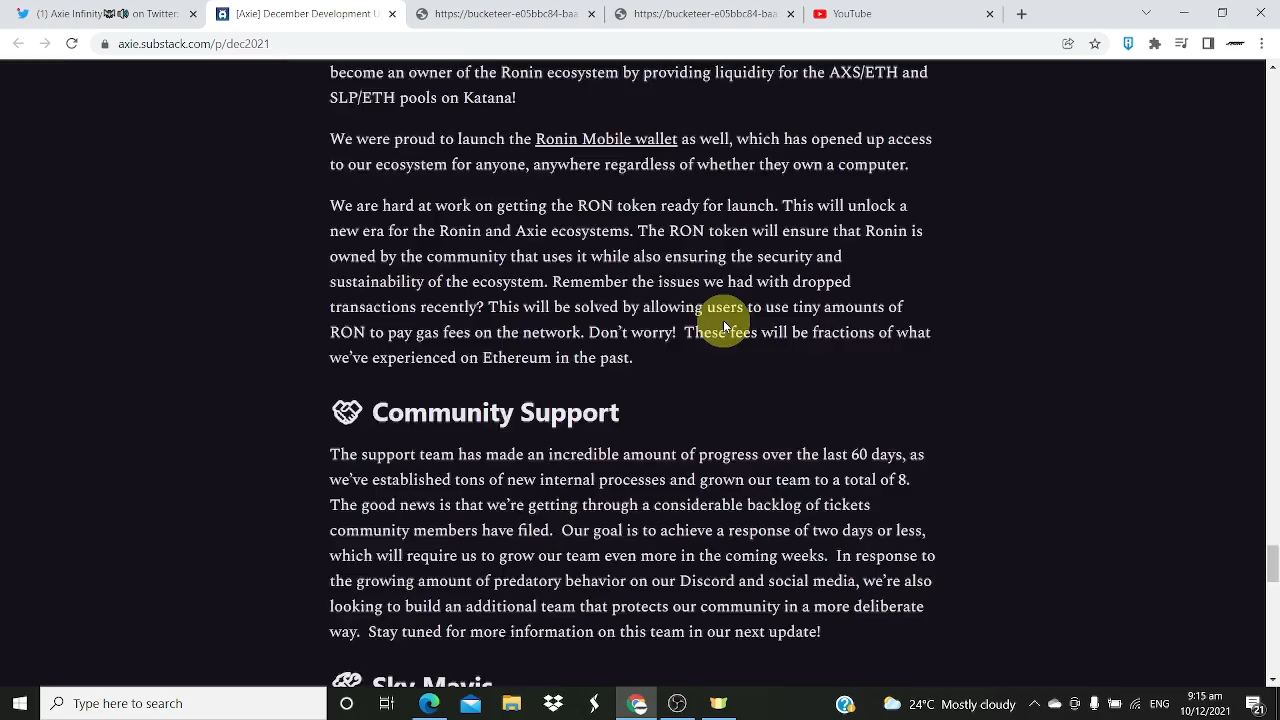 (1) Axie Infinity on Twitter:
[Axie] December Development U
https://bucketeer-e05bbc84-baa
https://bucketeer-e05bbc84-baa
YouTube
axie.substack.com/p/dec2021
become an owner of the Ronin ecosystem by providing liquidity for the AXS/ETH and
SLP/ETH pools on Katana!
We were proud to launch the Ronin Mobile wallet as well, which has opened up access
to our ecosystem for anyone, anywhere regardless of whether they own a computer.
We are hard at work on getting the RON token ready for launch. This will unlock a
new era for the Ronin and Axie ecosystems. The RON token will ensure that Ronin is
owned by the community that uses it while also ensuring the security and
sustainability of the ecosystem. Remember the issues we had with dropped
transactions recently? This will be solved by allowing users to use tiny amounts of
RON to pay gas fees on the network. Don't worry!  These fees will be fractions of what
we've experienced on Ethereum in the past.
Community Support
The support team has made an incredible amount of progress over the last 60 days, as
we've established tons of new internal processes and grown our team to a total of 8.
The good news is that we're getting through a considerable backlog of tickets
community members have filed.  Our goal is to achieve a response of two days or less,
which will require us to grow our team even more in the coming weeks.  In response to
the growing amount of predatory behavior on our Discord and social media, we're also
looking to build an additional team that protects our community in a more deliberate
way.  Stay tuned for more information on this team in our next update!
Sky Mavis
Type here to search
24°C Mostly cloudy
ENG
9:15 am
10/12/2021
21